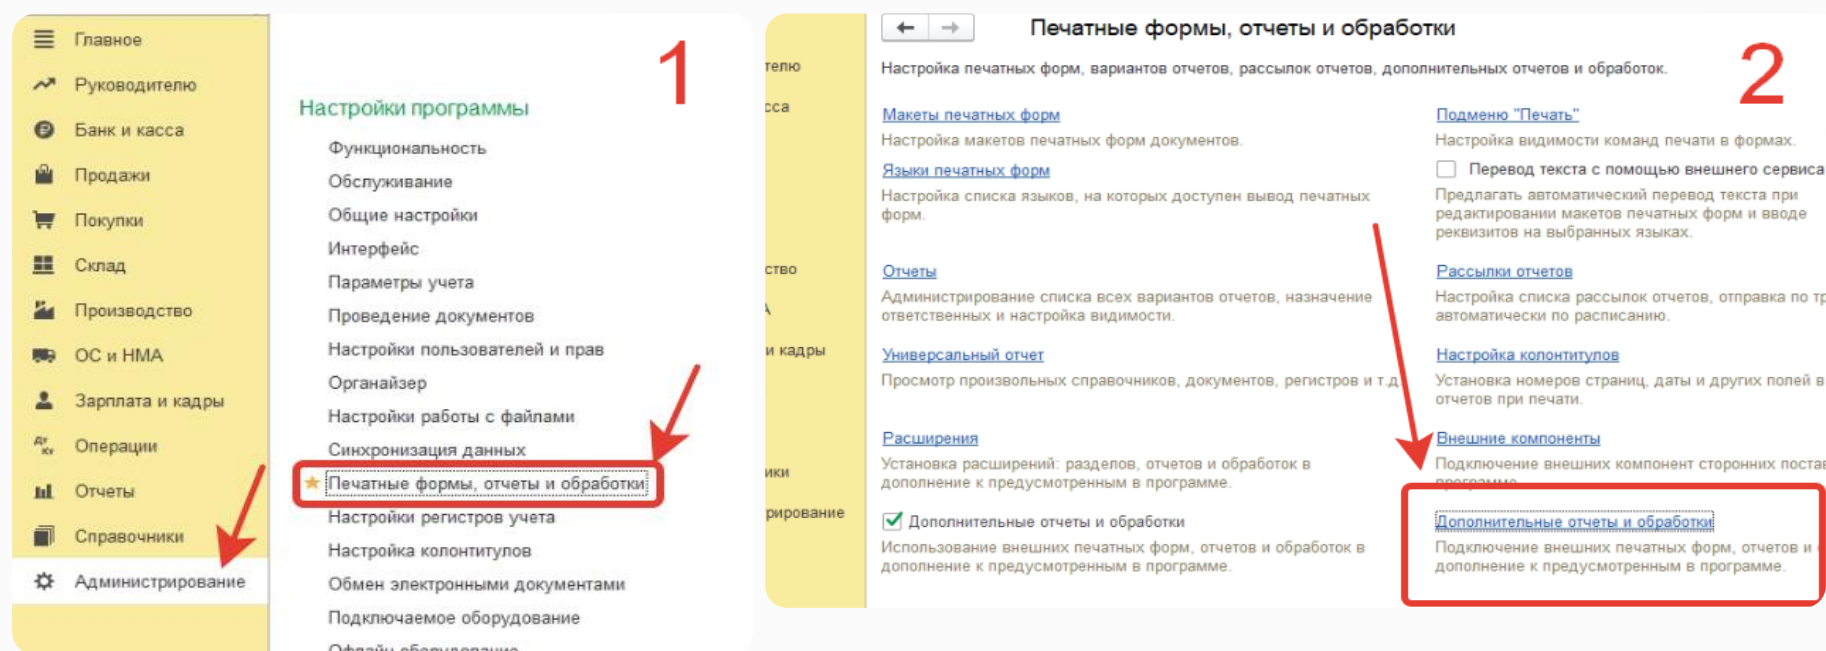 Главное
Руководителю
Банк и касса
Продажи
Покупки
Склад
Производство
ОС и НМА
Зарплата и кадры
Операции
Отчеты
Справочники
Администрирование
1
Настройки программы
Функциональность
Обслуживание
Общие настройки
Интерфейс
Параметры учета
Проведение документов
Настройки пользователей и прав
Органайзер
Настройки работы с файлами
Синхронизация данных
Печатные формы, отчеты и обработки
Настройки регистров учета
Настройка колонтитулов
Обмен электронными документами
Подключаемое оборудование
телю
сса
ство
А
и кадры
ики
рирование
Печатные формы, отчеты и обработки
2
Настройка печатных форм, вариантов отчетов, рассылок отчетов, дополнительных отчетов и обработок.
Макеты печатных форм
Настройка макетов печатных форм документов.
Языки печатных форм
Настройка списка языков, на которых доступен вывод печатных
форм.
Отчеты
Администрирование списка всех вариантов отчетов, назначение
ответственных и настройка видимости.
Универсальный отчет
Просмотр произвольных справочников, документов, регистров и т.д.
Расширения
Установка расширений: разделов, отчетов и обработок в
дополнение к предусмотренным в программе.
Дополнительные отчеты и обработки
Использование внешних печатных форм, отчетов и обработок в
дополнение к предусмотренным в программе.
Подменю "Печать"
Настройка видимости команд печати в формах.
Перевод текста с помощью внешнего сервиса
Предлагать автоматический перевод текста при
редактировании макетов печатных форм и вводе
реквизитов на выбранных языках.
Рассылки отчетов
Настройка списка рассылок отчетов, отправка по тр
автоматически по расписанию.
Настройка колонтитулов
Установка номеров страниц, даты и других полей в
отчетов при печати.
Внешние компоненты
Подключение внешних компонент сторонних постав
программе.
Дополнительные отчеты и обработки
Подключение внешних печатных форм, отчетов и
дополнение к предусмотренным в программе.